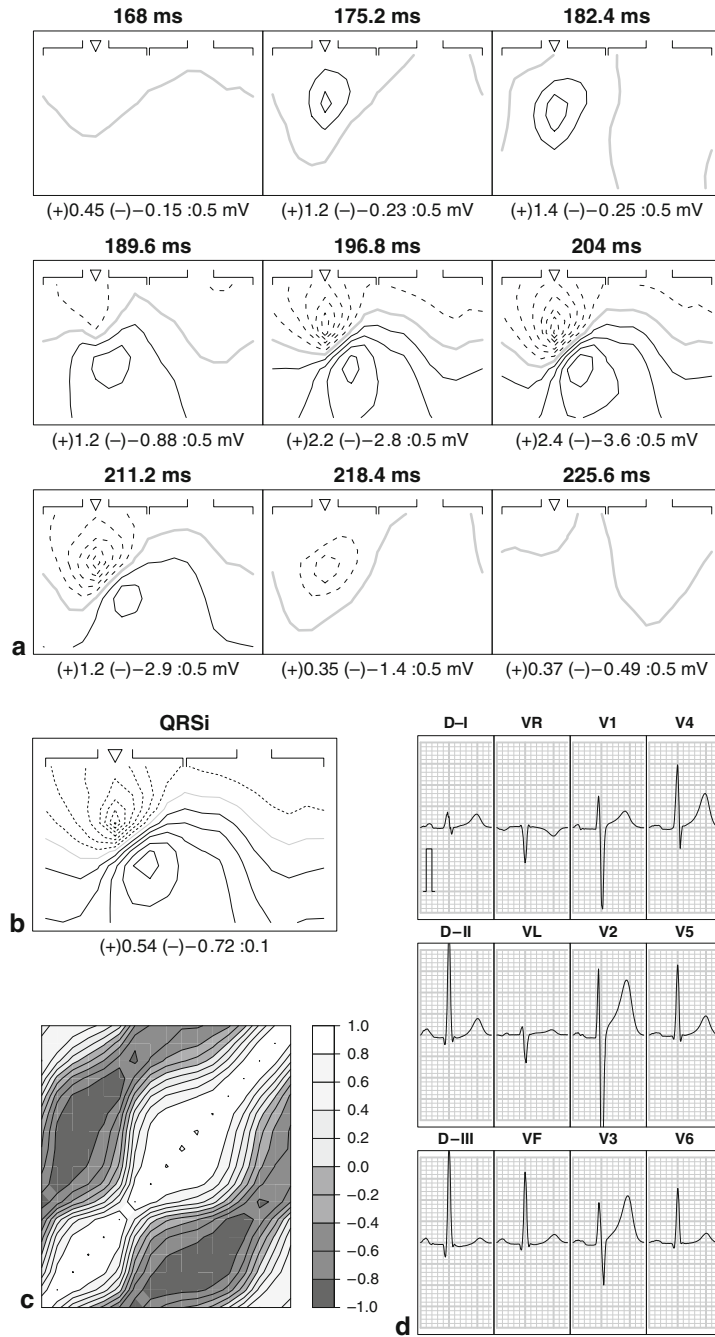 168 ms 175.2 ms 182.4 ms
(+)0.45 (−)−0.15 :0.5 mV (+)1.2 (−)−0.23 :0.5 mV (+)1.4 (−)−0.25 :0.5 mV
189.6 ms 196.8 ms 204 ms
(+)1.2 (−)−0.88 :0.5 mV (+)2.2 (−)−2.8 :0.5 mV (+)2.4 (−)−3.6 :0.5 mV
211.2 ms 218.4 ms 225.6 ms
a
(+)1.2 (−)−2.9 :0.5 mV (+)0.35 (−)−1.4 :0.5 mV (+)0.37 (−)−0.49 :0.5 mV
QRSi
b
(+)0.54 (−)−0.72 :0.1
1.0
0.8
0.6
0.4
0.2
0.0
−0.2
−0.4
−0.6
−0.8
−1.0
c
D–I VR V1 V4
D–II VL V2 V5
D–III VF V3 V6
d